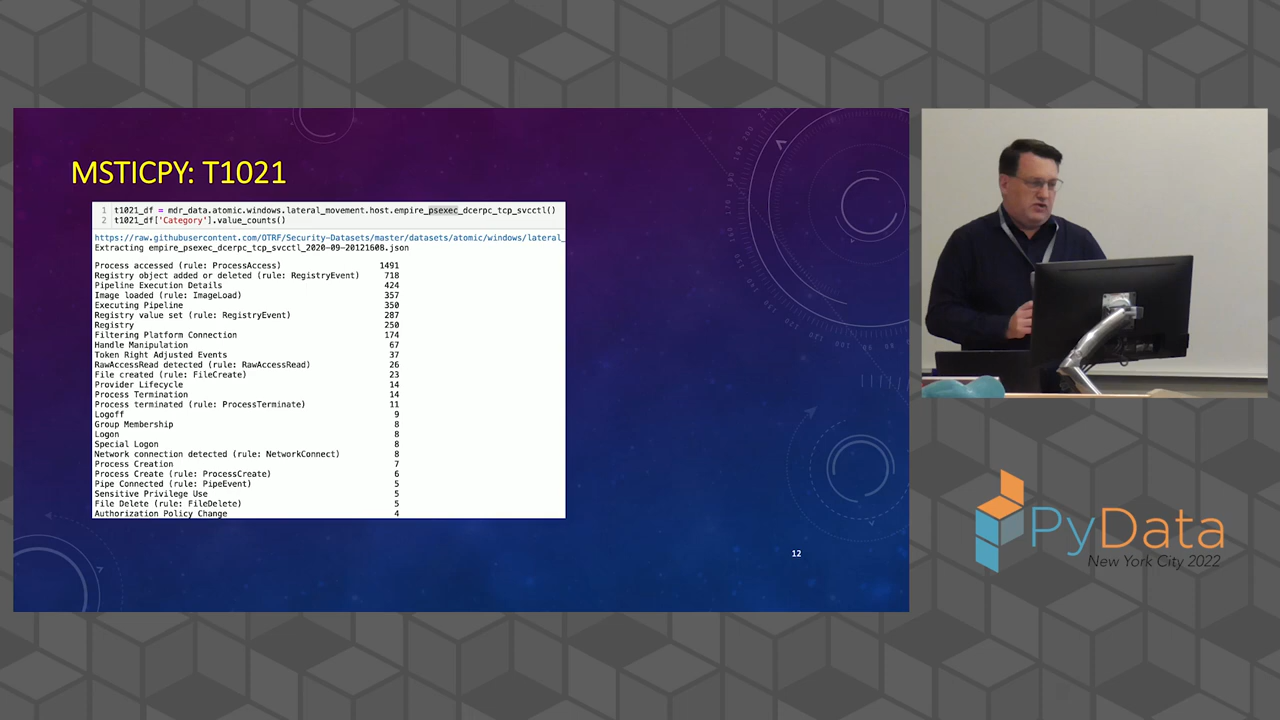 MSTICPY: T1021
1 t1021_df = mdr_data.atomic.windows.lateral_movement.host.empire_psexec_dcerpc_tcp_svcctl()
2 t1021_df['Category'].value_counts()
https://raw.githubusercontent.com/OTRF/Security-Datasets/master/datasets/atomic/windows/lateral_
Extracting empire_psexec_dcerpc_tcp_svcctl_2020-09-20121608.json
Process accessed (rule: ProcessAccess) 1491
Registry object added or deleted (rule: RegistryEvent) 718
Pipeline Execution Details 424
Image loaded (rule: ImageLoad) 357
Executing Pipeline 350
Registry value set (rule: RegistryEvent) 287
Registry 250
Filtering Platform Connection 174
Handle Manipulation 67
Token Right Adjusted Events 37
RawAccessRead detected (rule: RawAccessRead) 26
File created (rule: FileCreate) 23
Provider Lifecycle 14
Process Termination 14
Process terminated (rule: ProcessTerminate) 11
Logoff 9
Group Membership 8
Logon 8
Special Logon 8
Network connection detected (rule: NetworkConnect) 8
Process Creation 7
Process Create (rule: ProcessCreate) 6
Pipe Connected (rule: PipeEvent) 5
Sensitive Privilege Use 5
File Delete (rule: FileDelete) 5
Authorization Policy Change 4
12
PyData
New York City 2022